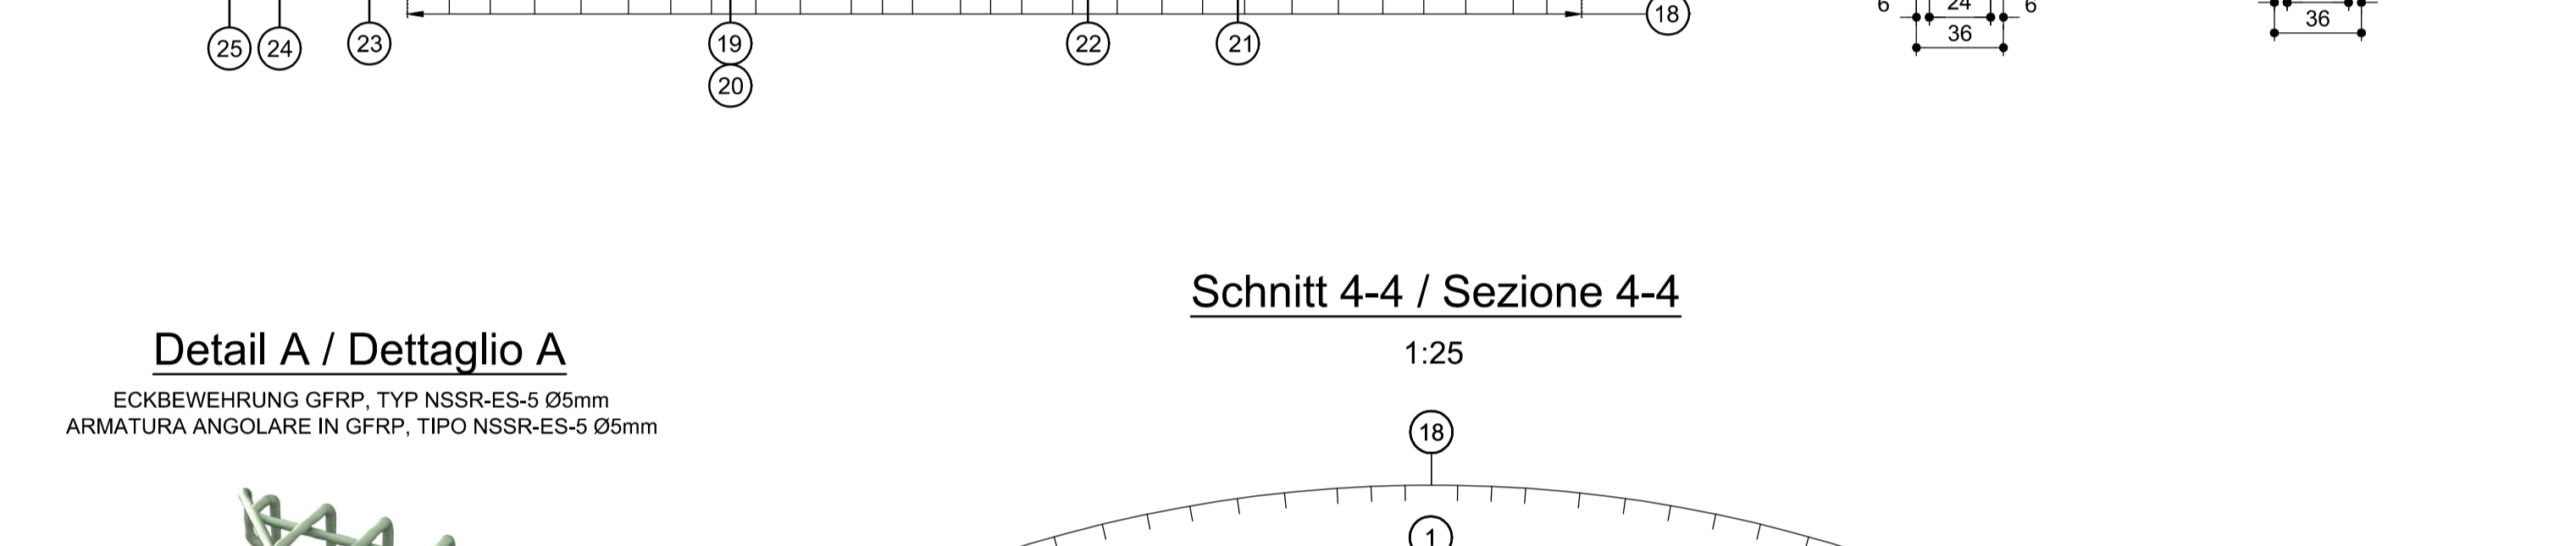 18
6 24 6
36
36
25 24 23 19 22 21
20
Schnitt 4-4 / Sezione 4-4
1:25
Detail A / Dettaglio A
ECKBEWEHRUNG GFRP, TYP NSSR-ES-5 Ø5mm
ARMATURA ANGOLARE IN GFRP, TIPO NSSR-ES-5 Ø5mm
18
1